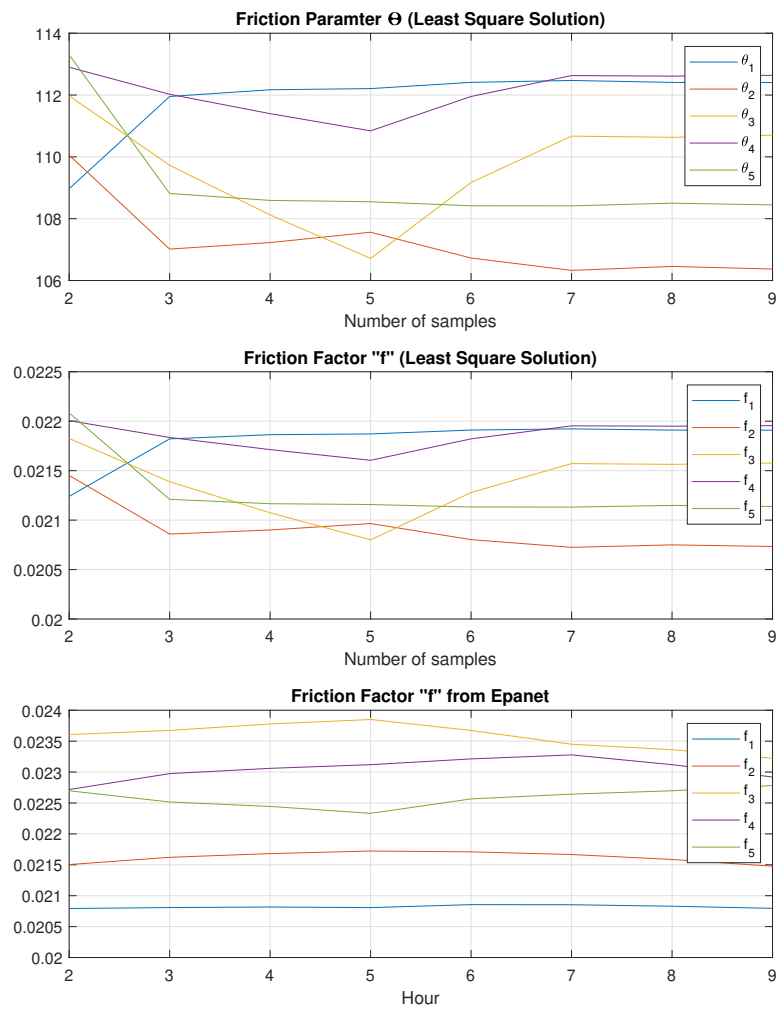 Friction Paramter Θ (Least Square Solution)
114
112
110
108
106
θ1
θ2
θ3
θ4
θ5
2 3 4 5 6 7 8 9
Number of samples
Friction Factor "f" (Least Square Solution)
0.0225
0.022
0.0215
0.021
0.0205
0.02
f1
f2
f3
f4
f5
2 3 4 5 6 7 8 9
Number of samples
Friction Factor "f" from Epanet
0.024
0.0235
0.023
0.0225
0.022
0.0215
0.021
0.0205
0.02
f1
f2
f3
f4
f5
2 3 4 5 6 7 8 9
Hour